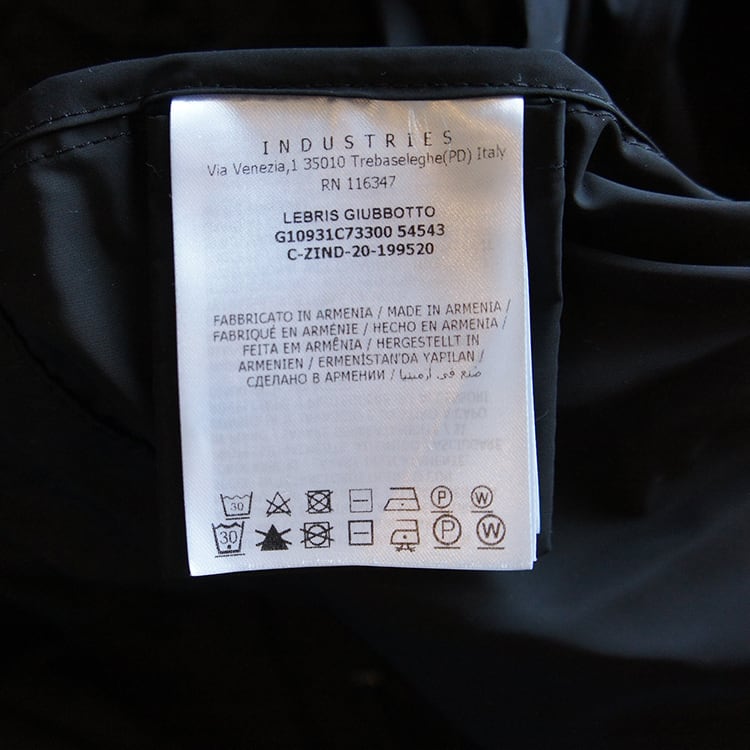 INDUSTRIES
Via Venezia,1 35010 Trebaseleghe(PD) Italy
RN 116347
LEBRIS GIUBBOTTO
G10931C73300 54543
C-ZIND-20-199520
FABBRICATO IN ARMENIA / MADE IN ARMENIA /
FABRIQUÉ EN ARMÉNIE / HECHO EN ARMENIA /
FEITA EM ARMÊNIA / HERGESTELLT IN
ARMENIEN / ERMENİSTAN'DA YAPILAN /
СДЕЛАНО В АРМЕНИИ / صنع في أرمينيا
30 P W
30 P W